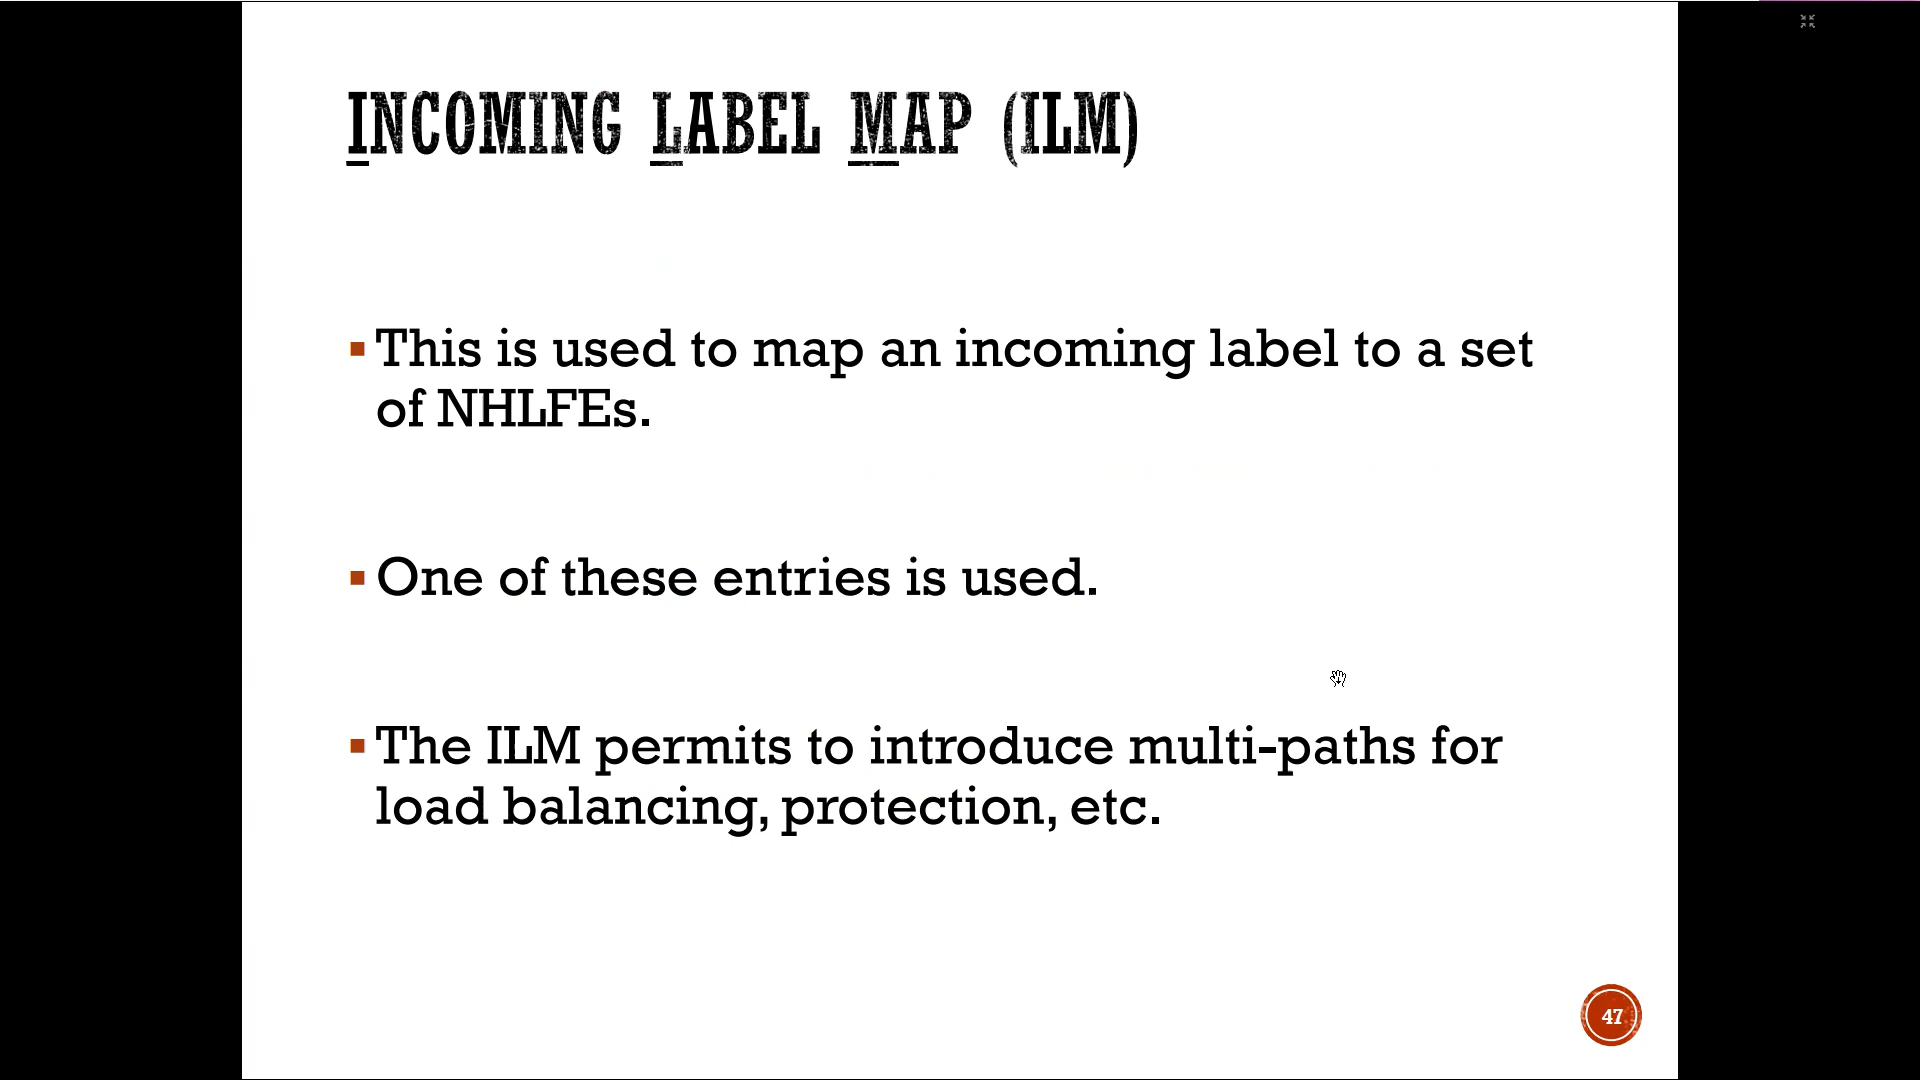 INCOMING LABEL MAP (ILM)
▪ This is used to map an incoming label to a set
of NHLFEs.
▪ One of these entries is used.
▪ The ILM permits to introduce multi-paths for
load balancing, protection, etc.
47